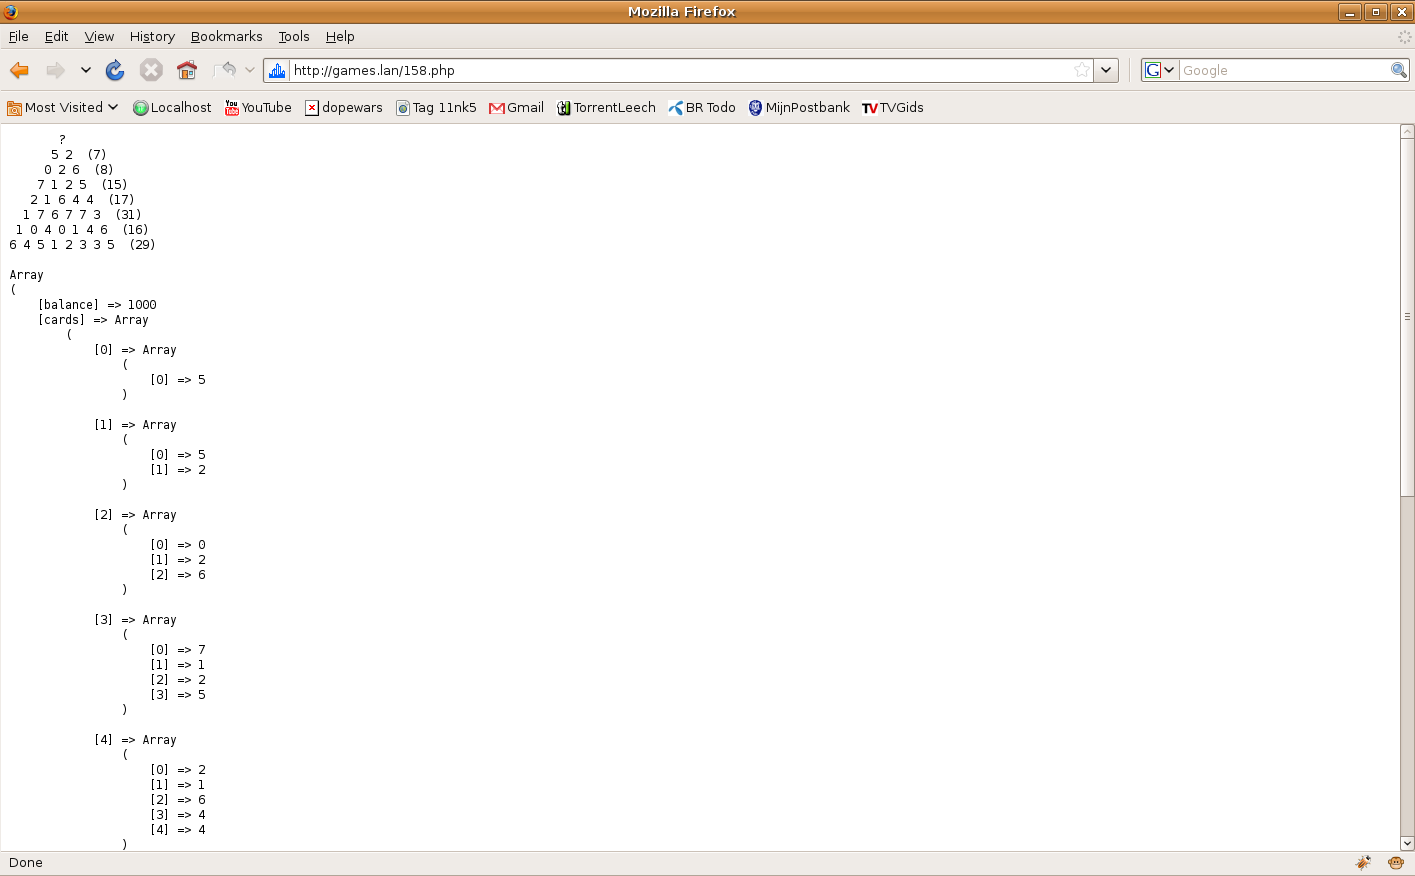 Mozilla Firefox
File Edit View History Bookmarks Tools Help
http://games.lan/158.php
G Google
Most Visited Localhost You Tube YouTube dopewars Tag 11nk5 Gmail TorrentLeech BR Todo MijnPostbank TV TVGids
?
5 2 (7)
0 2 6 (8)
7 1 2 5 (15)
2 1 6 4 4 (17)
1 7 6 7 7 3 (31)
1 0 4 0 1 4 6 (16)
6 4 5 1 2 3 3 5 (29)
Array
(
[balance] => 1000
[cards] => Array
(
[0] => Array
(
[0] => 5
)
[1] => Array
(
[0] => 5
[1] => 2
)
[2] => Array
(
[0] => 0
[1] => 2
[2] => 6
)
[3] => Array
(
[0] => 7
[1] => 1
[2] => 2
[3] => 5
)
[4] => Array
(
[0] => 2
[1] => 1
[2] => 6
[3] => 4
[4] => 4
)
Done